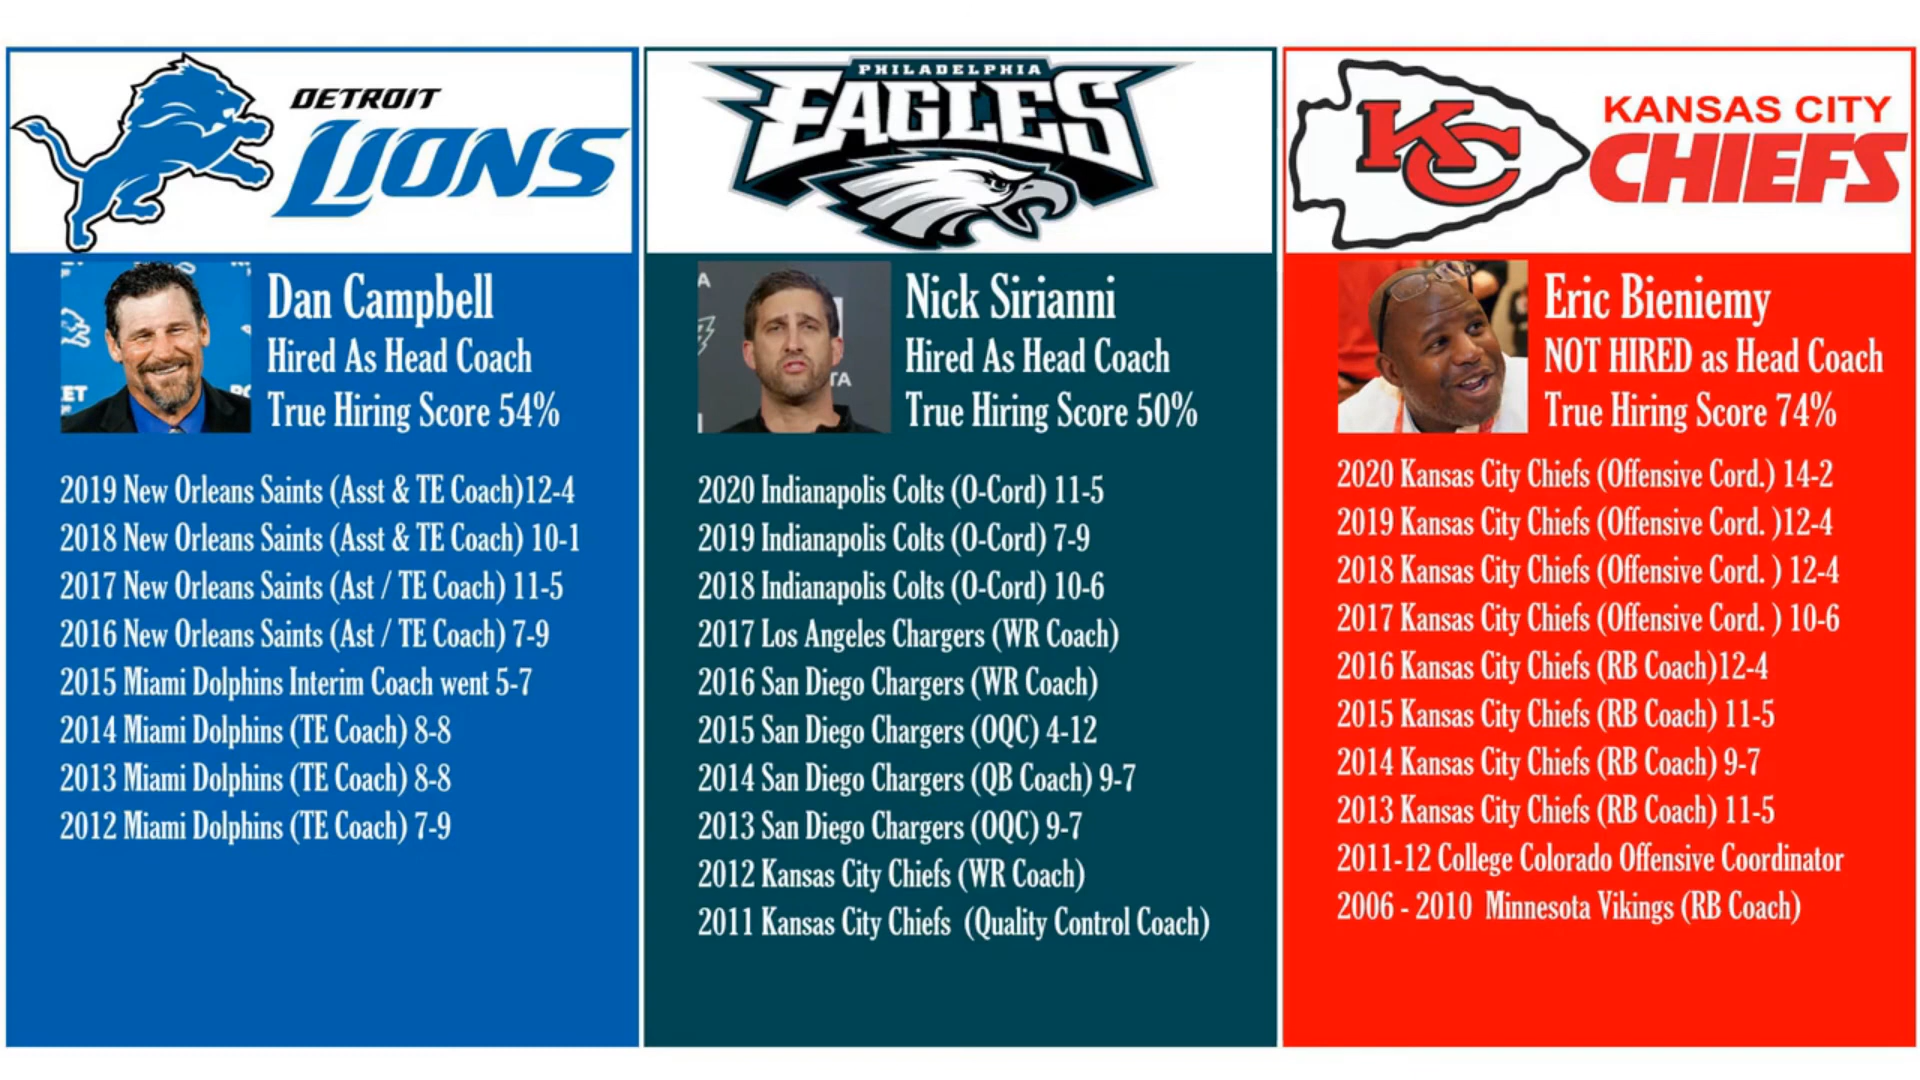 DETROIT
LIONS
Dan Campbell
Hired As Head Coach
True Hiring Score 54%
2019 New Orleans Saints (Asst & TE Coach)12-4
2018 New Orleans Saints (Asst & TE Coach) 10-1
2017 New Orleans Saints (Ast / TE Coach) 11-5
2016 New Orleans Saints (Ast / TE Coach) 7-9
2015 Miami Dolphins Interim Coach went 5-7
2014 Miami Dolphins (TE Coach) 8-8
2013 Miami Dolphins (TE Coach) 8-8
2012 Miami Dolphins (TE Coach) 7-9
PHILADELPHIA
EAGLES
Nick Sirianni
Hired As Head Coach
True Hiring Score 50%
2020 Indianapolis Colts (O-Cord) 11-5
2019 Indianapolis Colts (O-Cord) 7-9
2018 Indianapolis Colts (O-Cord) 10-6
2017 Los Angeles Chargers (WR Coach)
2016 San Diego Chargers (WR Coach)
2015 San Diego Chargers (OQC) 4-12
2014 San Diego Chargers (QB Coach) 9-7
2013 San Diego Chargers (OQC) 9-7
2012 Kansas City Chiefs (WR Coach)
2011 Kansas City Chiefs  (Quality Control Coach)
KC
KANSAS CITY
CHIEFS
Eric Bieniemy
NOT HIRED as Head Coach
True Hiring Score 74%
2020 Kansas City Chiefs (Offensive Cord.) 14-2
2019 Kansas City Chiefs (Offensive Cord. )12-4
2018 Kansas City Chiefs (Offensive Cord. ) 12-4
2017 Kansas City Chiefs (Offensive Cord. ) 10-6
2016 Kansas City Chiefs (RB Coach)12-4
2015 Kansas City Chiefs (RB Coach) 11-5
2014 Kansas City Chiefs (RB Coach) 9-7
2013 Kansas City Chiefs (RB Coach) 11-5
2011-12 College Colorado Offensive Coordinator
2006 - 2010  Minnesota Vikings (RB Coach)